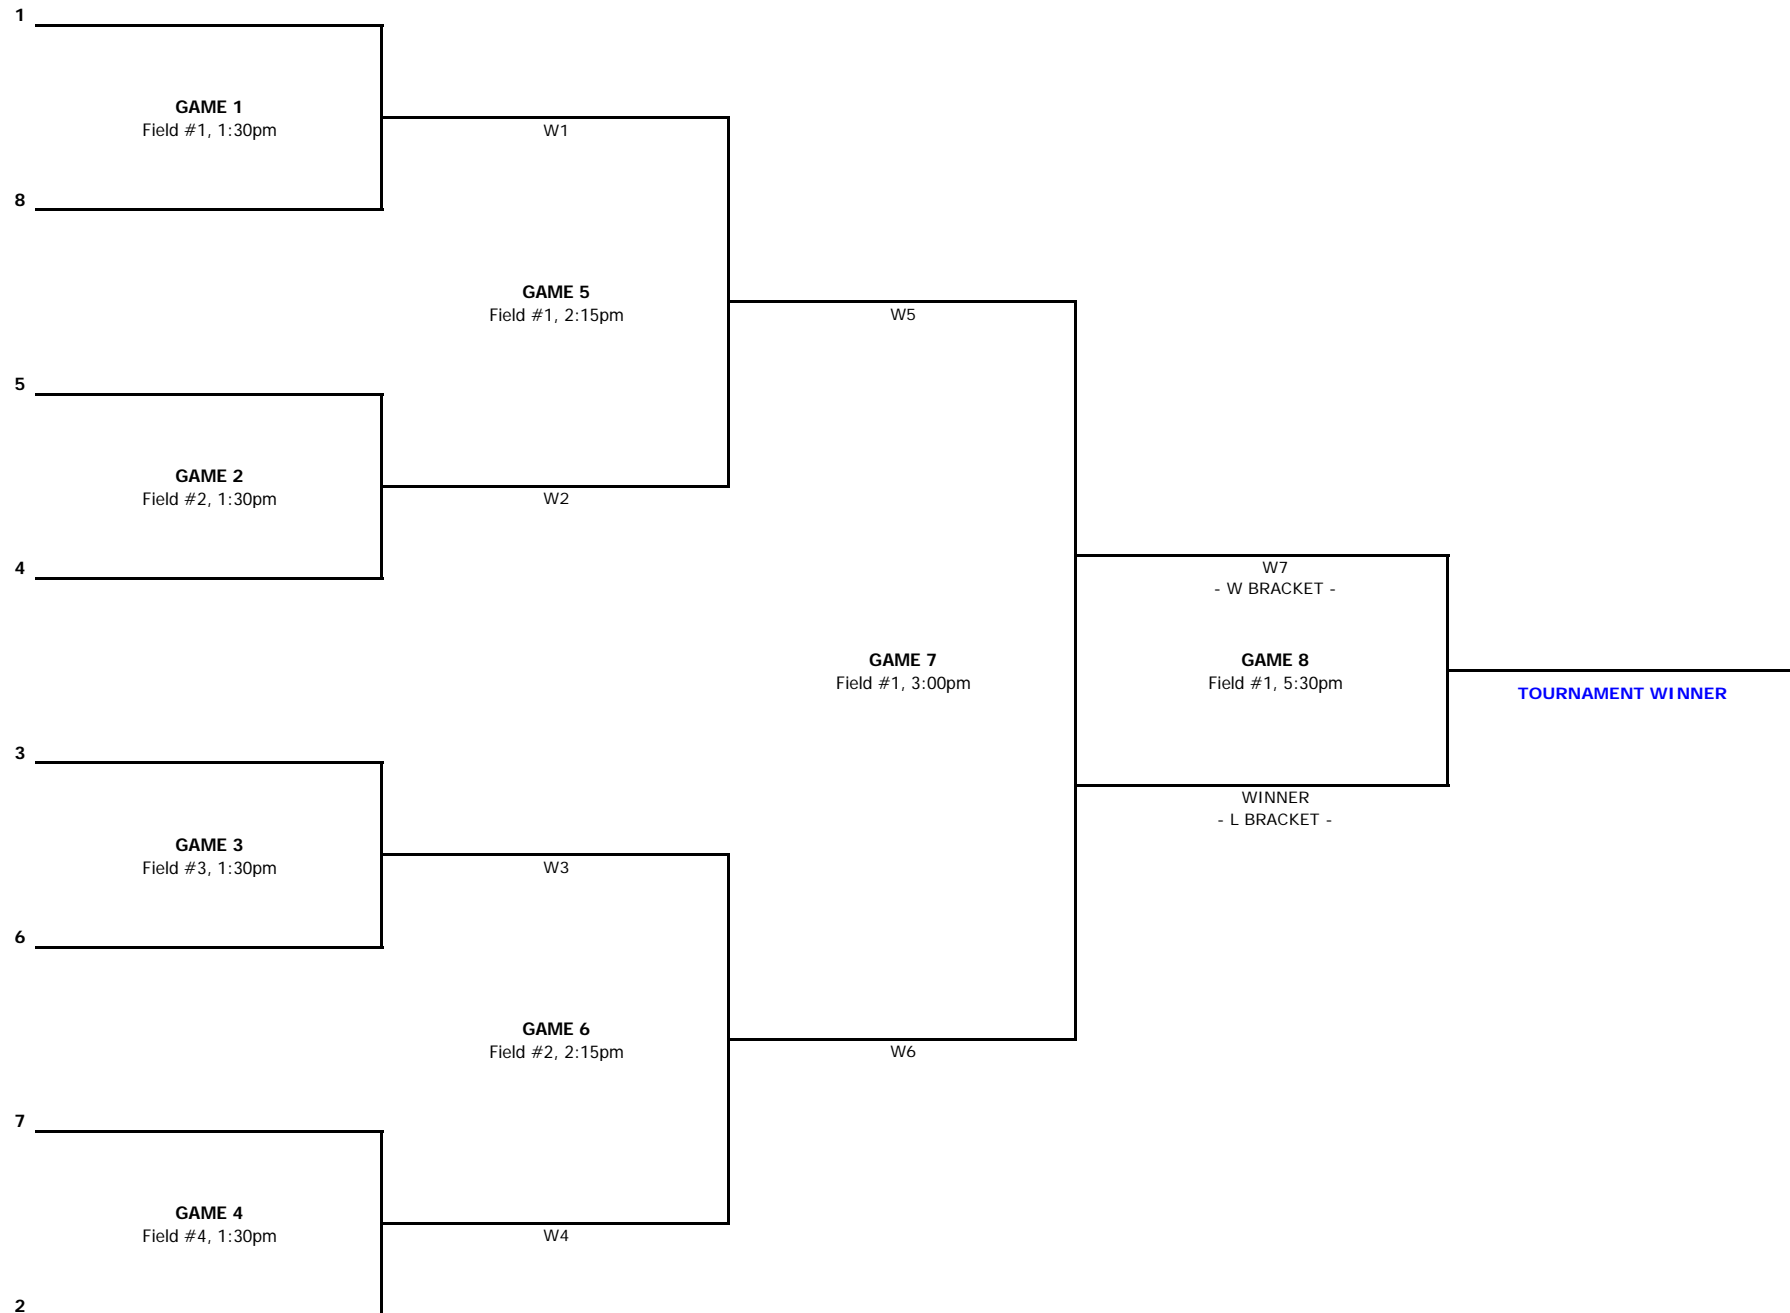 1
GAME 1
Field #1, 1:30pm
W1
8
GAME 5
Field #1, 2:15pm
W5
5
GAME 2
Field #2, 1:30pm
W2
4
W7
- W BRACKET -
GAME 7
Field #1, 3:00pm
GAME 8
Field #1, 5:30pm
TOURNAMENT WINNER
3
WINNER
- L BRACKET -
GAME 3
Field #3, 1:30pm
W3
6
GAME 6
Field #2, 2:15pm
W6
7
GAME 4
Field #4, 1:30pm
W4
2